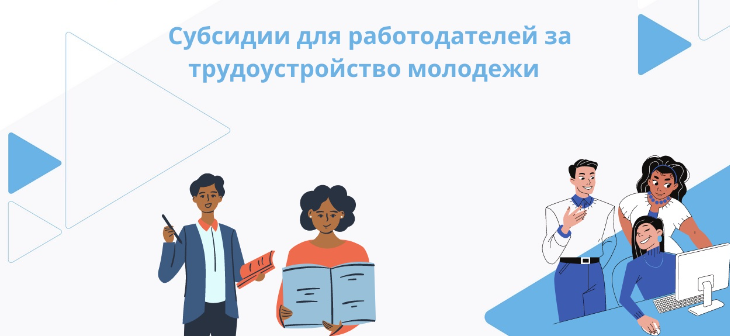 Субсидии для работодателей за
трудоустройство молодежи